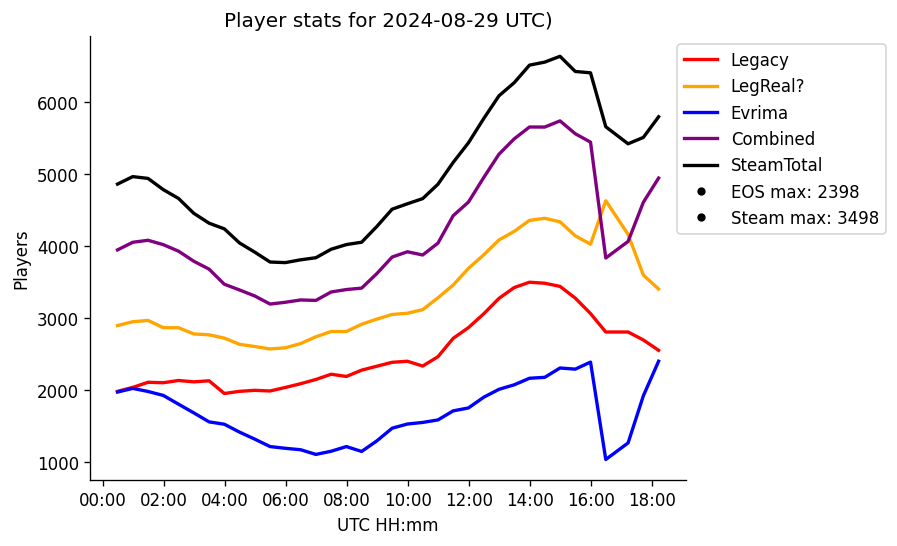 Player stats for 2024-08-29 UTC)
Legacy
LegReal?
Evrima
Combined
SteamTotal
EOS max: 2398
Steam max: 3498
Players
6000
5000
4000
3000
2000
1000
00:00 02:00 04:00 06:00 08:00 10:00 12:00 14:00 16:00 18:00
UTC HH:mm